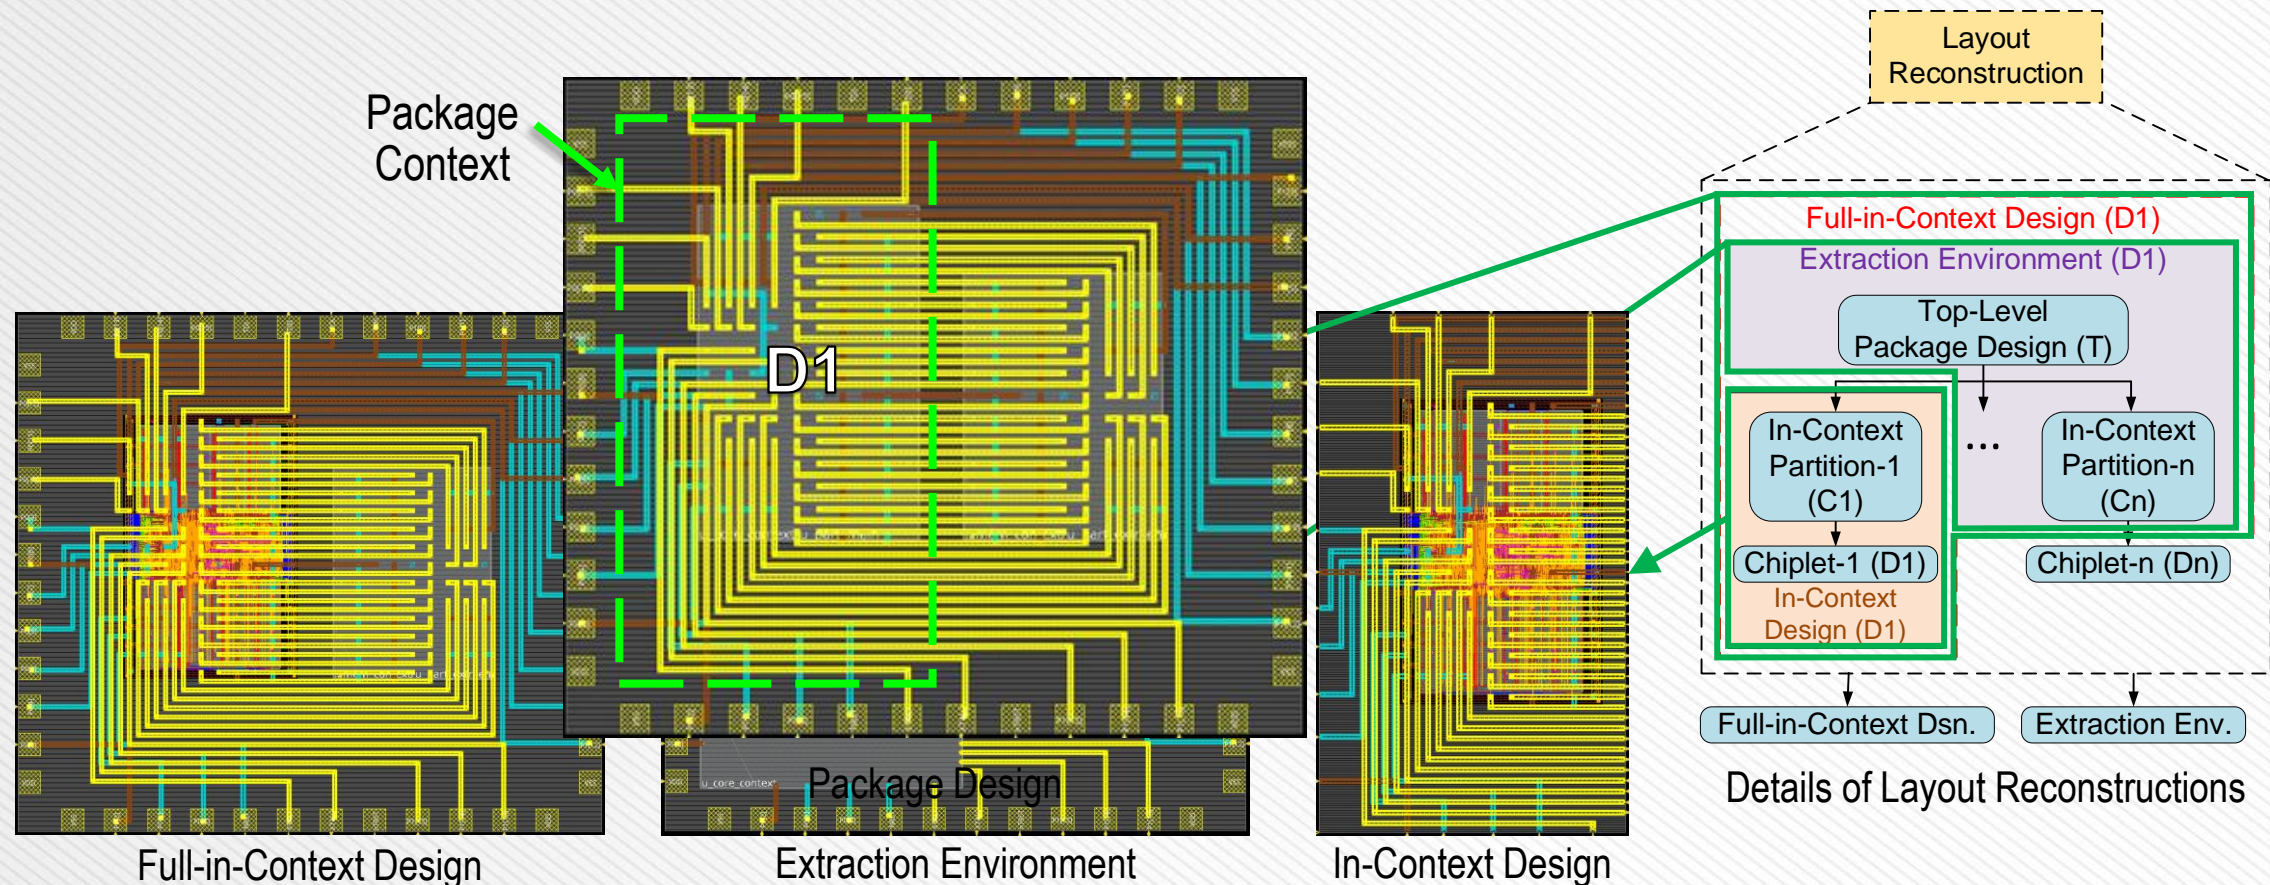 Layout
Reconstruction
Package
Context
D1
Full-in-Context Design (D1)
Extraction Environment (D1)
Top-Level
Package Design (T)
In-Context
Partition-1
(C1)
...
In-Context
Partition-n
(Cn)
Chiplet-1 (D1)
Chiplet-n (Dn)
In-Context
Design (D1)
Full-in-Context Dsn.
Extraction Env.
Details of Layout Reconstructions
u_core_context
Package Design
Full-in-Context Design
Extraction Environment
In-Context Design